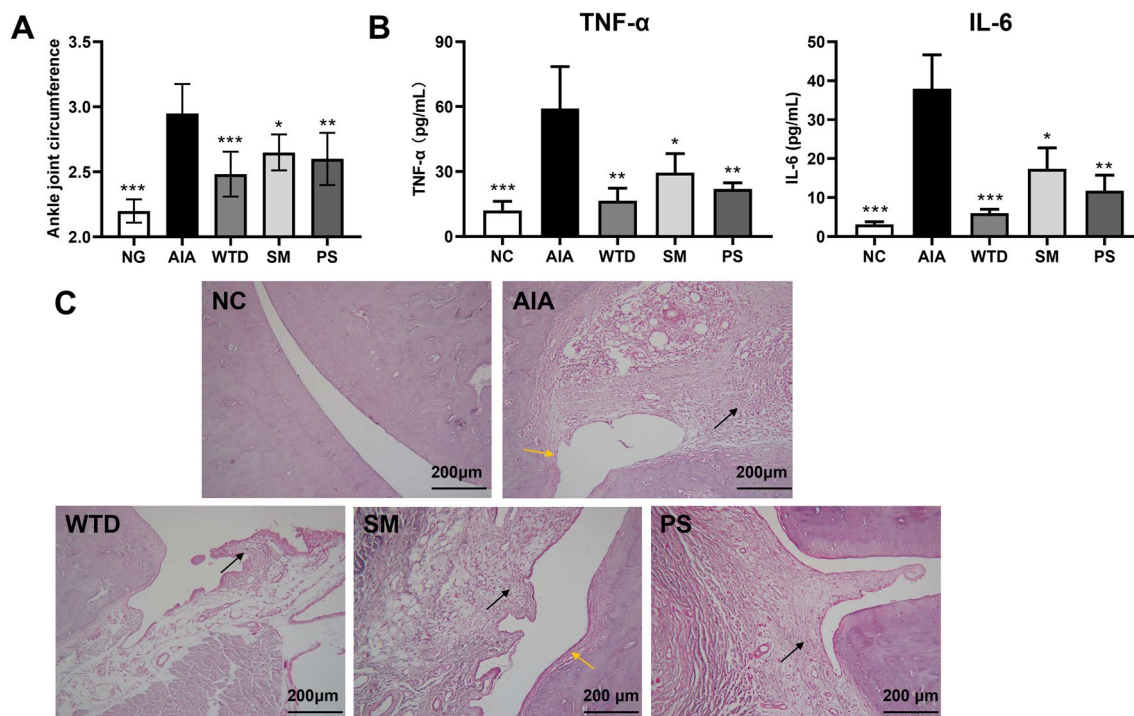 A
Ankle joint circumference
3.5
3.0
2.5
2.0
***
***
*
**
NG AIA WTD SM PS
B
TNF-α
TNF-α (pg/mL)
90
60
30
0
***
**
*
**
NC AIA WTD SM PS
IL-6
IL-6 (pg/mL)
50
40
30
20
10
0
***
***
*
**
NC AIA WTD SM PS
C
NC
200μm
AIA
200μm
WTD
200μm
SM
200 μm
PS
200 μm